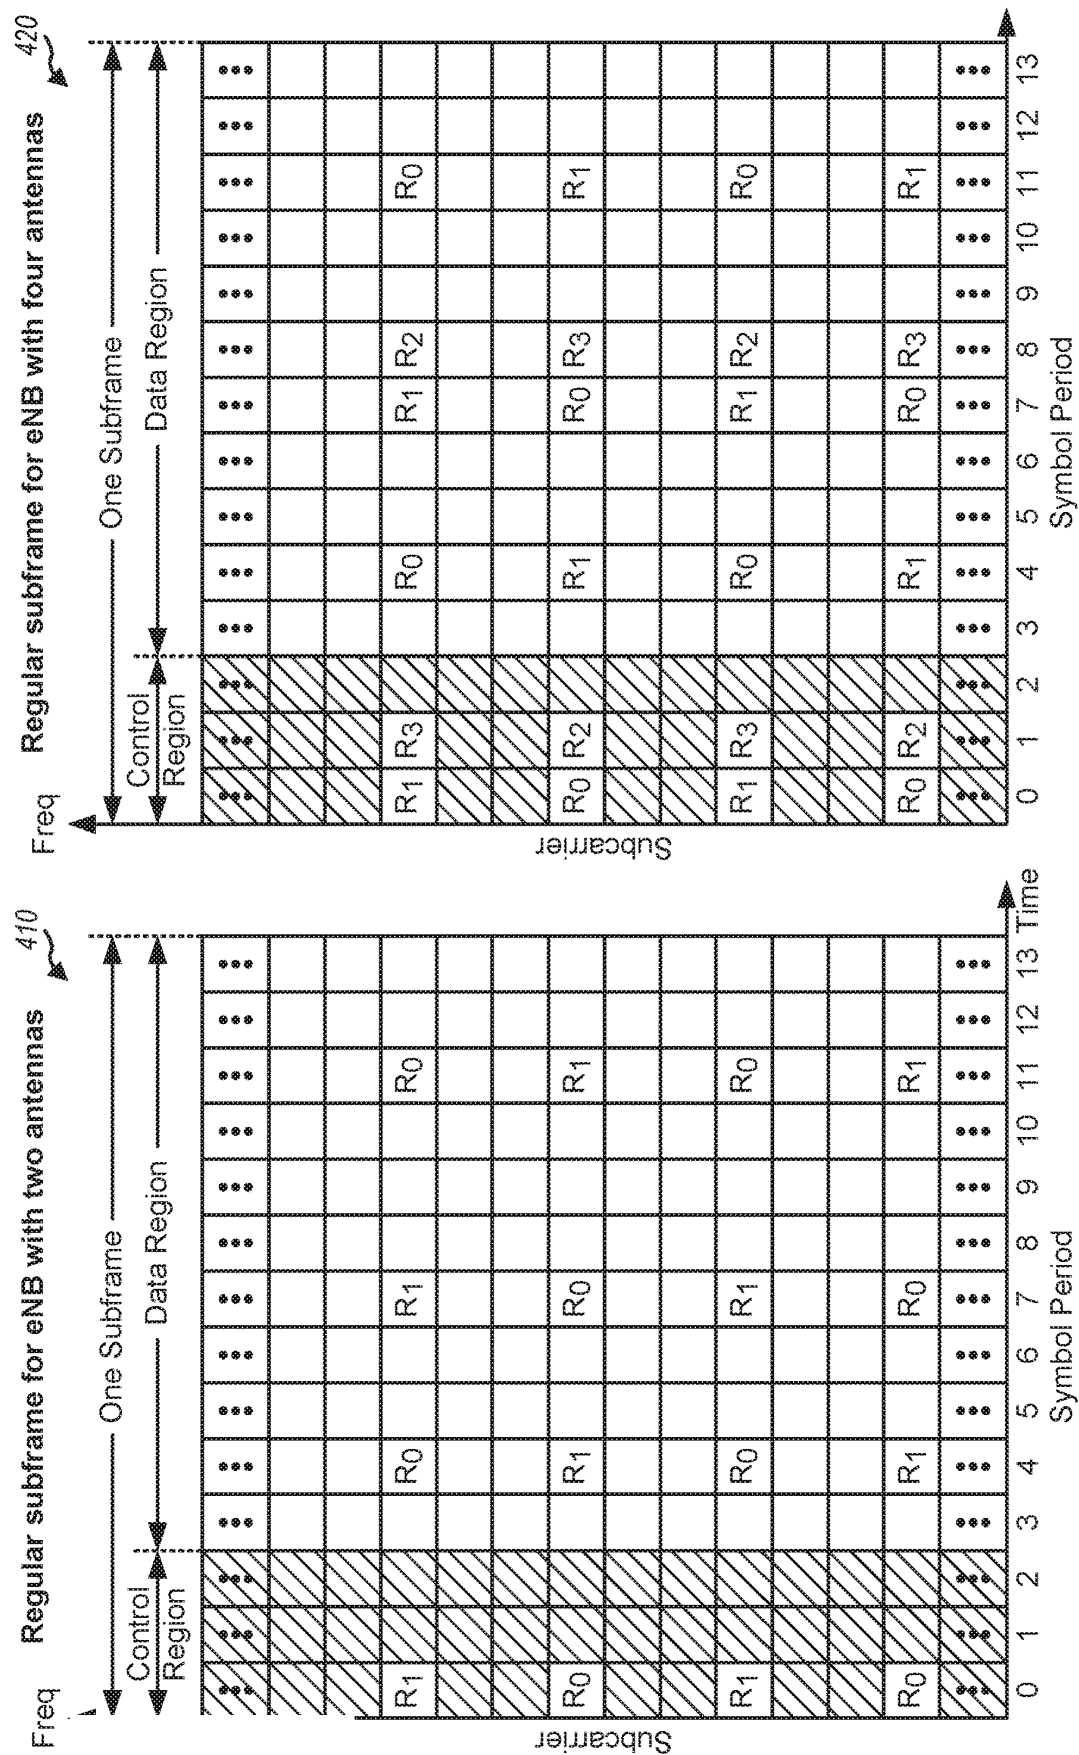 Regular subframe for eNB with two antennas
410
Freq
One Subframe
Control
Region
Data Region
Subcarrier
•••	•••	•••	•••	•••	•••	•••	•••	•••	•••	•••	•••	•••	•••
R1 R0 R1 R0
R0 R1 R0 R1
R1 R0 R1 R0
R0 R1 R0 R1
•••	•••	•••	•••	•••	•••	•••	•••	•••	•••	•••	•••	•••	•••
0 1 2 3 4 5 6 7 8 9 10 11 12 13
Time
Symbol Period
Regular subframe for eNB with four antennas
420
Freq
One Subframe
Control
Region
Data Region
Subcarrier
•••	•••	•••	•••	•••	•••	•••	•••	•••	•••	•••	•••	•••	•••
R1 R3 R0 R1 R2 R0
R0 R2 R1 R0 R3 R1
R1 R3 R0 R1 R2 R0
R0 R2 R1 R0 R3 R1
•••	•••	•••	•••	•••	•••	•••	•••	•••	•••	•••	•••	•••	•••
0 1 2 3 4 5 6 7 8 9 10 11 12 13
Symbol Period